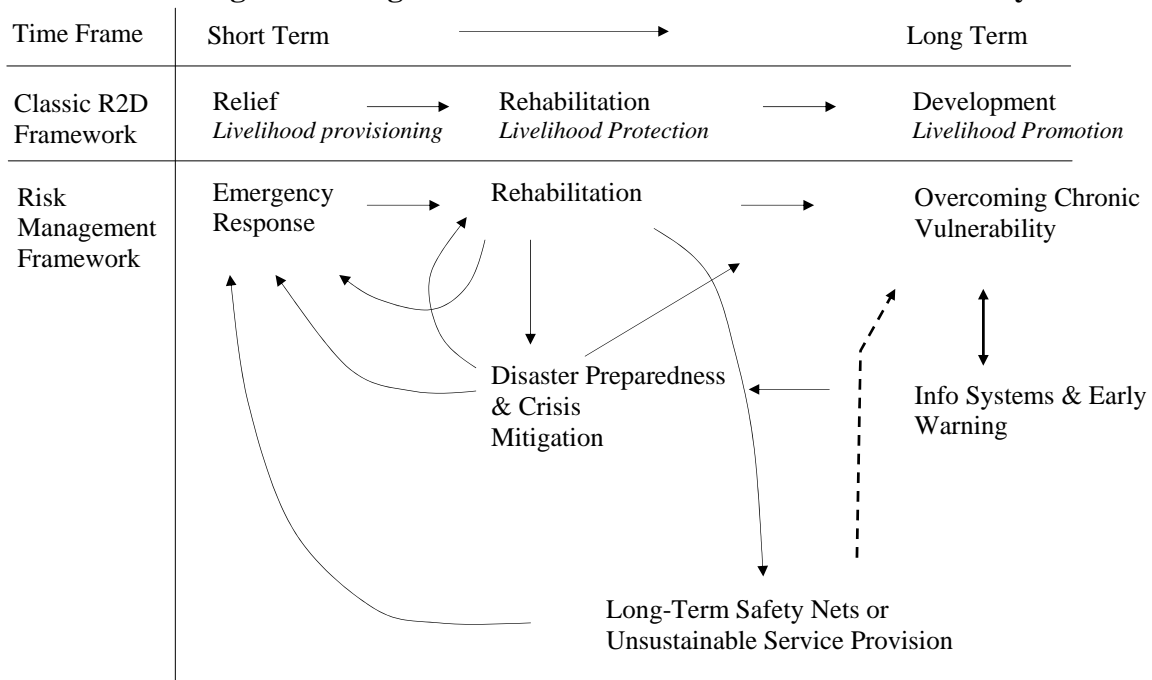 Time Frame
Short Term
Long Term
Classic R2D
Framework
Relief
Livelihood provisioning
Rehabilitation
Livelihood Protection
Development
Livelihood Promotion
Risk
Management
Framework
Emergency
Response
Rehabilitation
Overcoming Chronic
Vulnerability
Disaster Preparedness
& Crisis
Mitigation
Info Systems & Early
Warning
Long-Term Safety Nets or
Unsustainable Service Provision